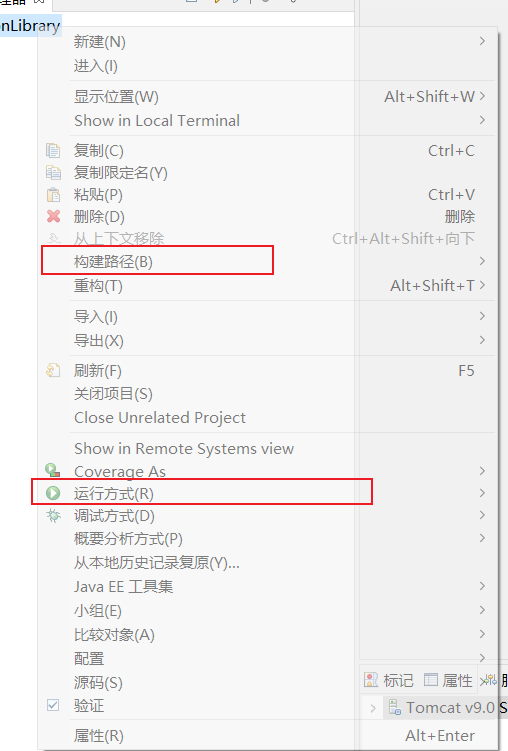 onLibrary
新建(N)
进入(I)
显示位置(W) Alt+Shift+W
Show in Local Terminal
复制(C) Ctrl+C
复制限定名(Y)
粘贴(P) Ctrl+V
删除(D) 删除
从上下文移除 Ctrl+Alt+Shift+向下
构建路径(B)
重构(T) Alt+Shift+T
导入(I)
导出(X)
刷新(F) F5
关闭项目(S)
Close Unrelated Project
Show in Remote Systems view
Coverage As
运行方式(R)
调试方式(D)
概要分析方式(P)
从本地历史记录复原(Y)...
Java EE 工具集
小组(E)
比较对象(A)
配置
源码(S)
验证
属性(R) Alt+Enter
标记 属性
Tomcat v9.0 S